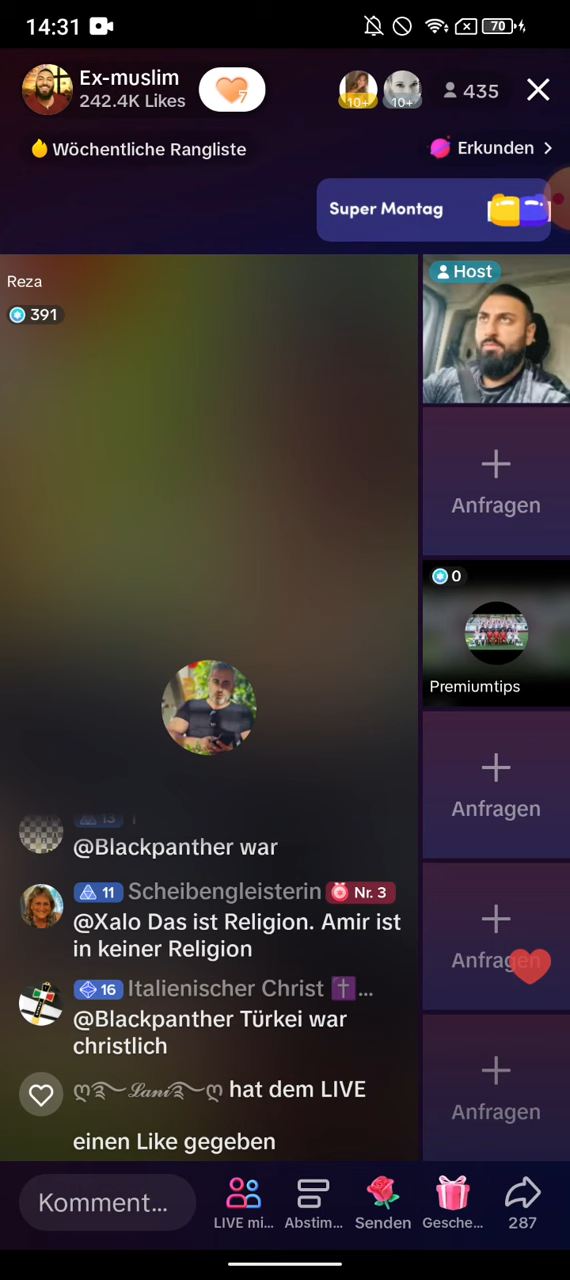 14:31
70
Ex-muslim
242.4K Likes
7
10+
10+
435
Wöchentliche Rangliste
Erkunden
Super Montag
Reza
391
Host
Anfragen
0
Premiumtips
Anfragen
Anfragen
Anfragen
13
@Blackpanther war
11 Scheibengleisterin Nr. 3
@Xalo Das ist Religion. Amir ist
in keiner Religion
16 Italienischer Christ ✝️...
@Blackpanther Türkei war
christlich
ღ࿐𝓛𝓪𝓷𝓲࿐ღ hat dem LIVE
einen Like gegeben
Komment...
LIVE mi...
Abstim...
Senden
Gesche...
287